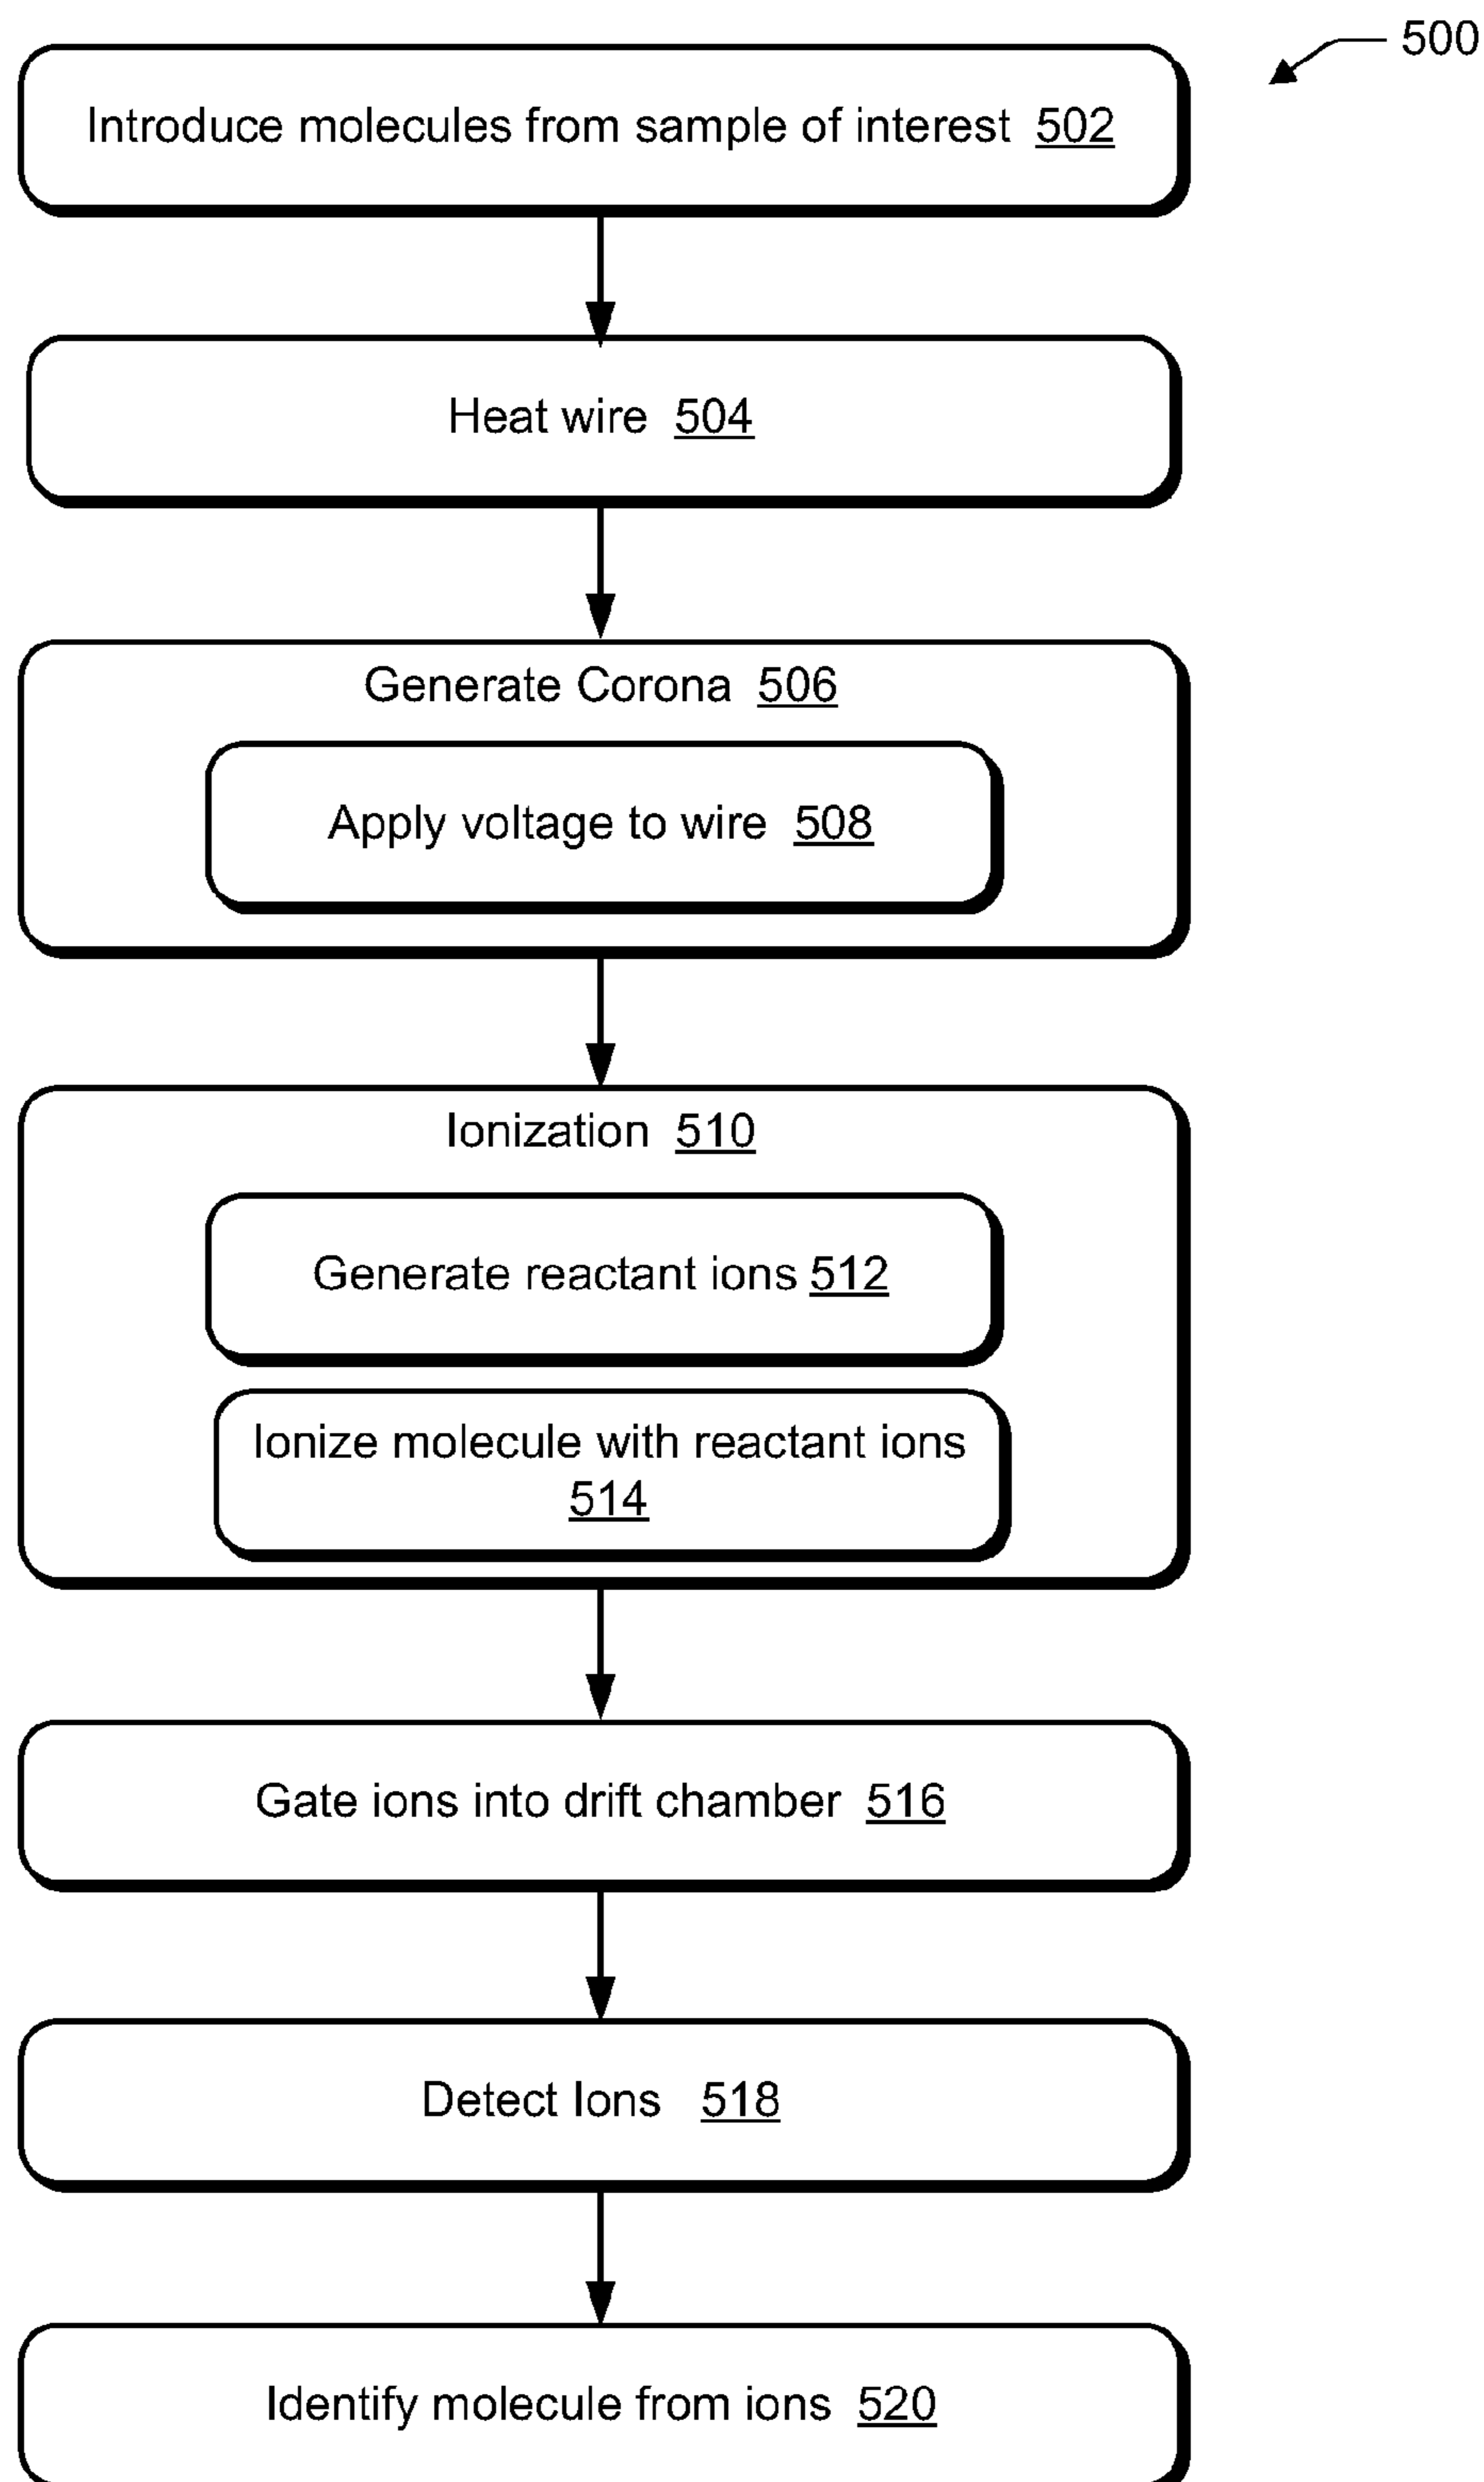 500
Introduce molecules from sample of interest 502
Heat wire 504
Generate Corona 506
Apply voltage to wire 508
Ionization 510
Generate reactant ions 512
Ionize molecule with reactant ions
514
Gate ions into drift chamber 516
Detect Ions 518
Identify molecule from ions 520